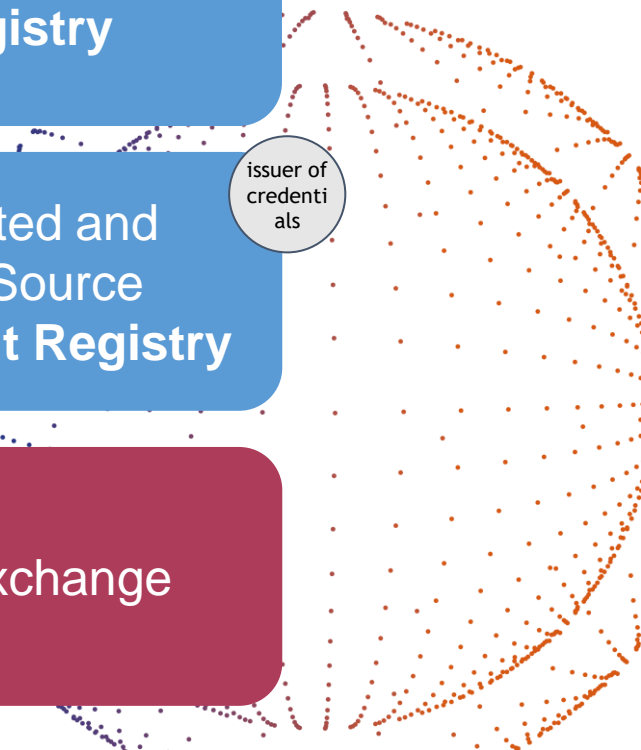 gistry
issuer of
credenti
als
ted and
Source
t Registry
xchange